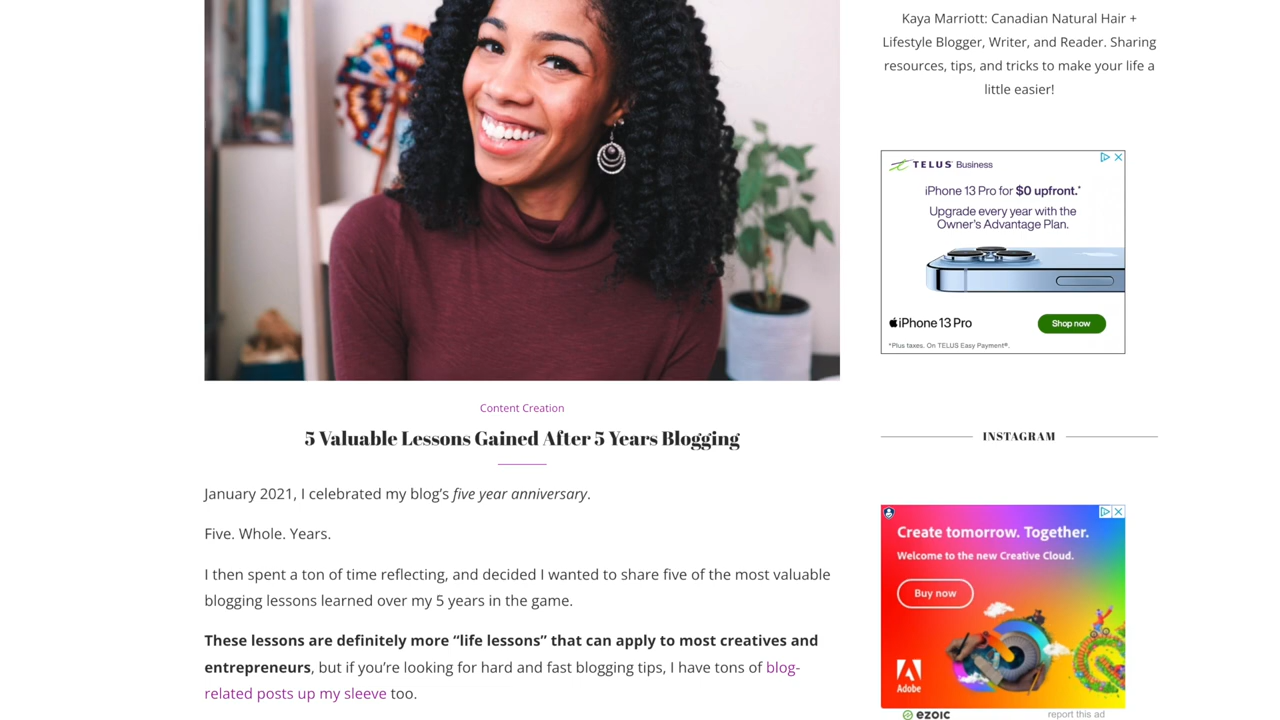 Content Creation
5 Valuable Lessons Gained After 5 Years Blogging
January 2021, I celebrated my blog’s five year anniversary.
Five. Whole. Years.
I then spent a ton of time reflecting, and decided I wanted to share five of the most valuable
blogging lessons learned over my 5 years in the game.
These lessons are definitely more “life lessons” that can apply to most creatives and
entrepreneurs, but if you’re looking for hard and fast blogging tips, I have tons of blog-
related posts up my sleeve too.
Kaya Marriott: Canadian Natural Hair +
Lifestyle Blogger, Writer, and Reader. Sharing
resources, tips, and tricks to make your life a
little easier!
TELUS Business
iPhone 13 Pro for $0 upfront.*
Upgrade every year with the
Owner’s Advantage Plan.
iPhone 13 Pro
Shop now
*Plus taxes. On TELUS Easy Payment®.
INSTAGRAM
Create tomorrow. Together.
Welcome to the new Creative Cloud.
Buy now
Adobe
ezoic
report this ad